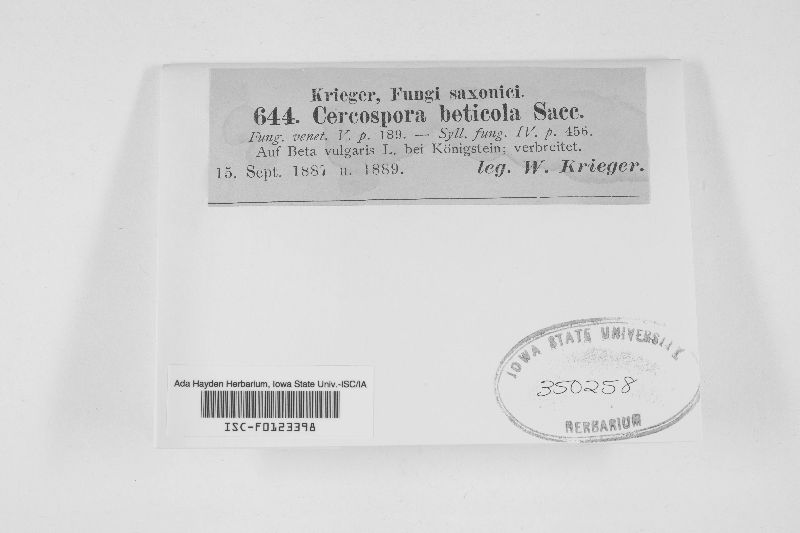 Krieger, Fungi saxonici.
644. Cercospora beticola Sacc.
Fung. venet. V. p. 189. — Syll. fung. IV. p. 456.
Auf Beta vulgaris L. bei Königstein; verbreitet.
15. Sept. 1887 u. 1889. leg. W. Krieger.
IOWA STATE UNIVERSITY
350258
HERBARIUM
Ada Hayden Herbarium, Iowa State Univ.-ISC/IA
ISC-F0123398